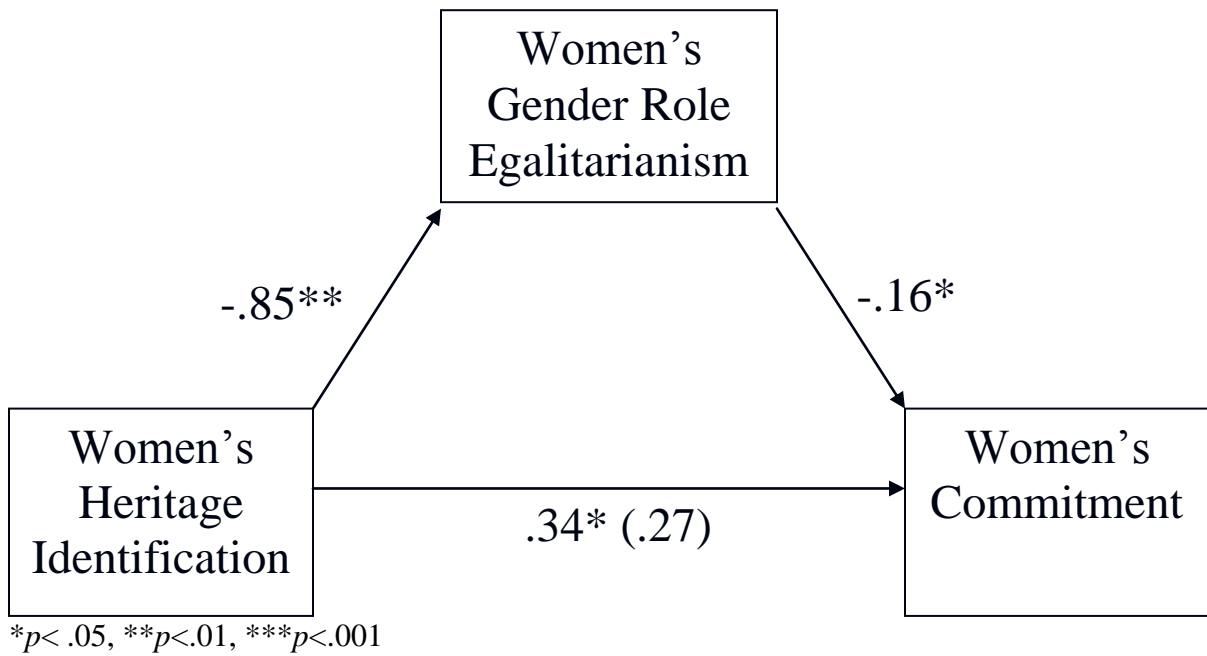 Women’s
Gender Role
Egalitarianism
-.85**
-.16*
Women’s
Heritage
Identification
.34* (.27)
Women’s
Commitment
*p< .05, **p<.01, ***p<.001